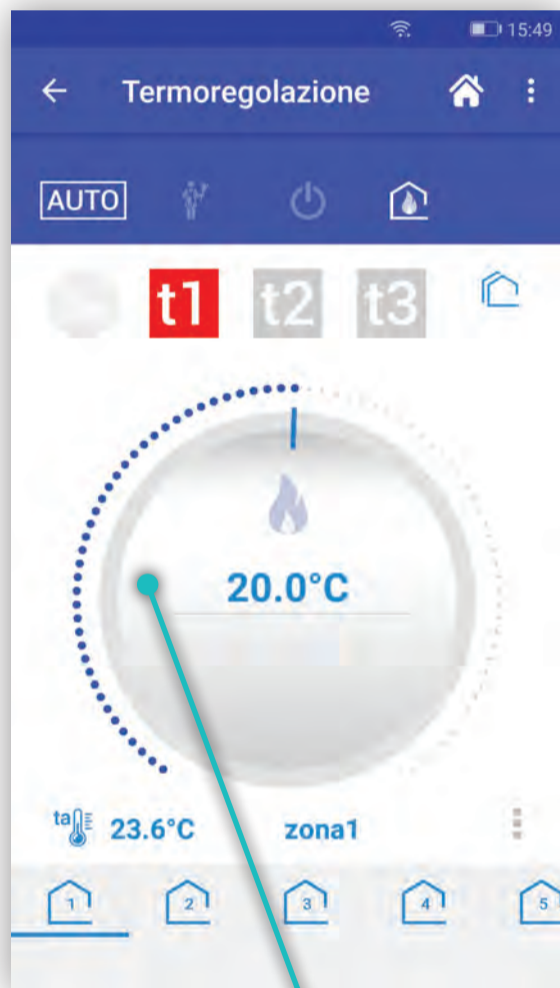 15:49
Termoregolazione
AUTO
t1 t2 t3
20.0°C
ta 23.6°C zona1
1 2 3 4 5